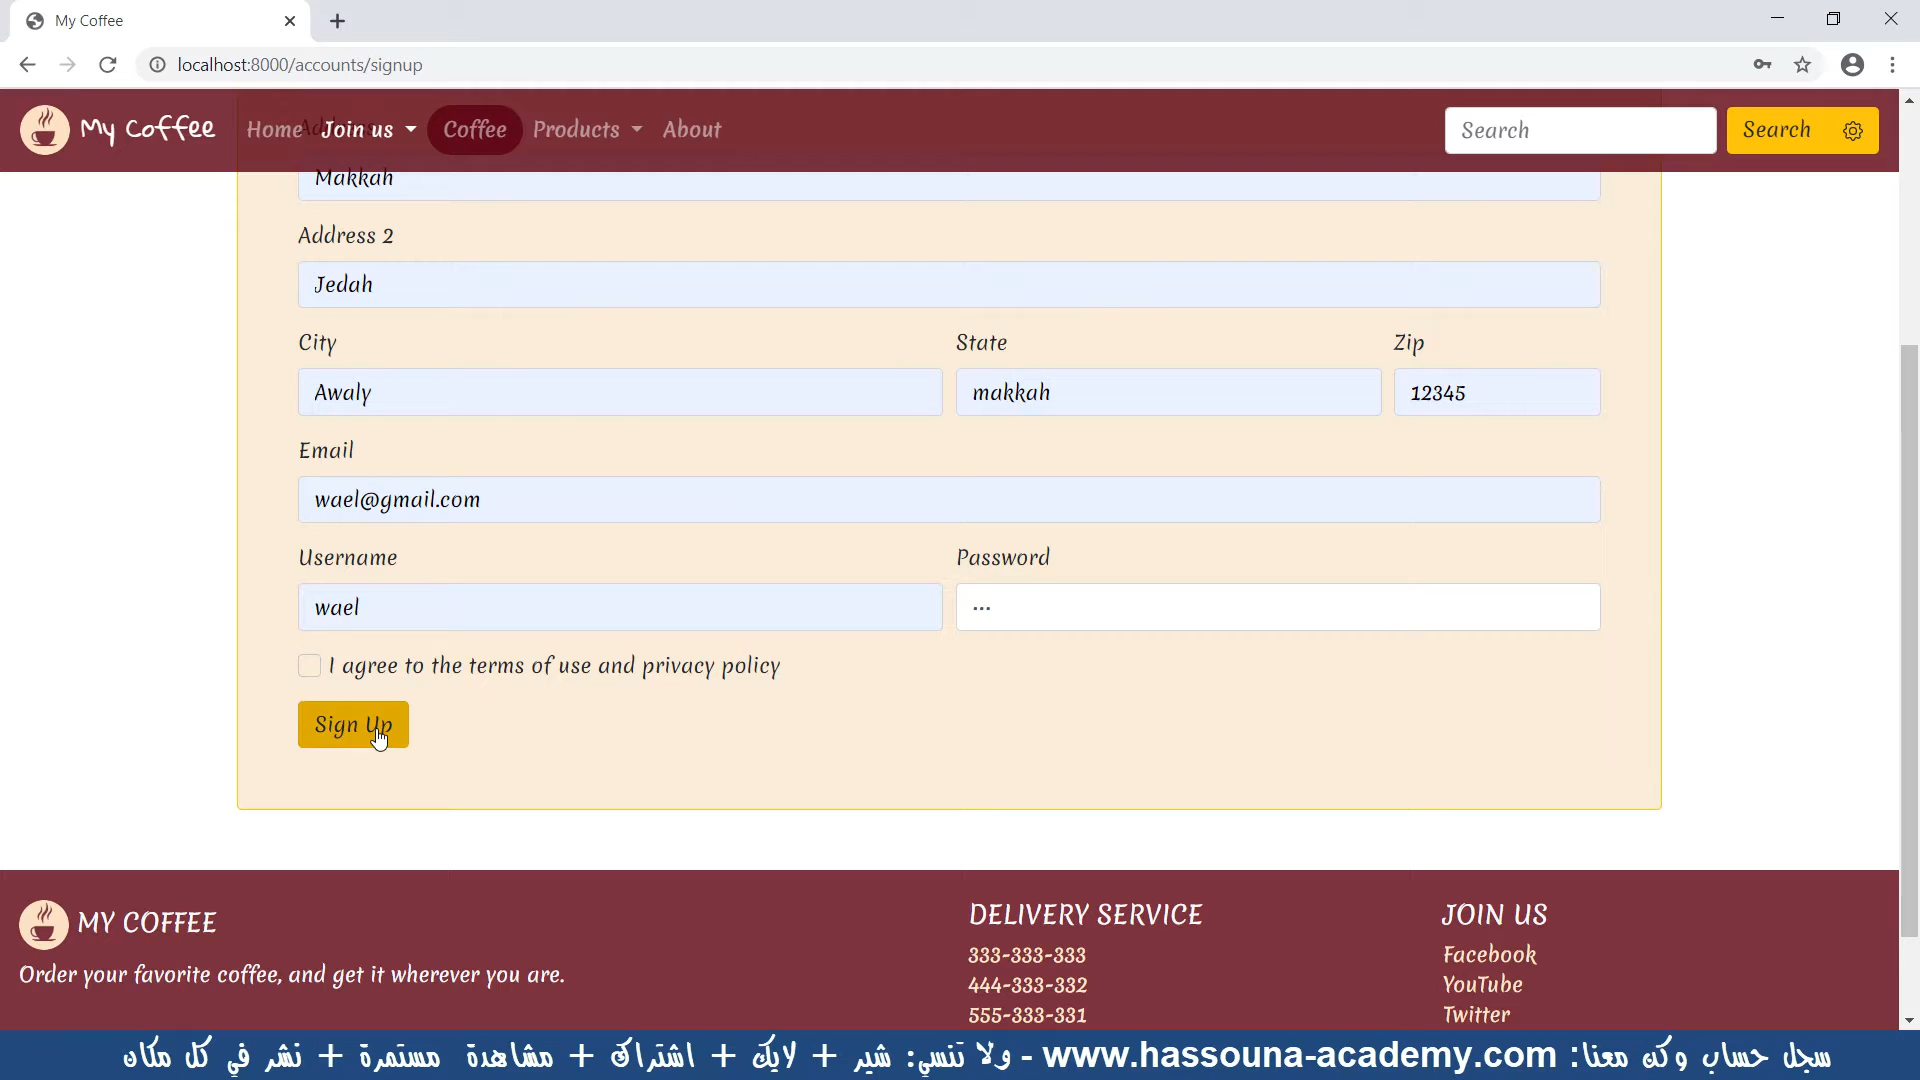 My Coffee
localhost:8000/accounts/signup
My Coffee Home Join us Coffee Products About Search Search
Makkah
Address 2
Jedah
City State Zip
Awaly makkah 12345
Email
wael@gmail.com
Username Password
wael ...
I agree to the terms of use and privacy policy
Sign Up
MY COFFEE DELIVERY SERVICE JOIN US
333-333-333 Facebook
Order your favorite coffee, and get it wherever you are. 444-333-332 YouTube
555-333-331 Twitter
سجل حساب وكن معنا: www.hassouna-academy.com - ولا تنسى: شير + لايك + اشتراك + مشاهدة مستمرة + نشر في كل مكان